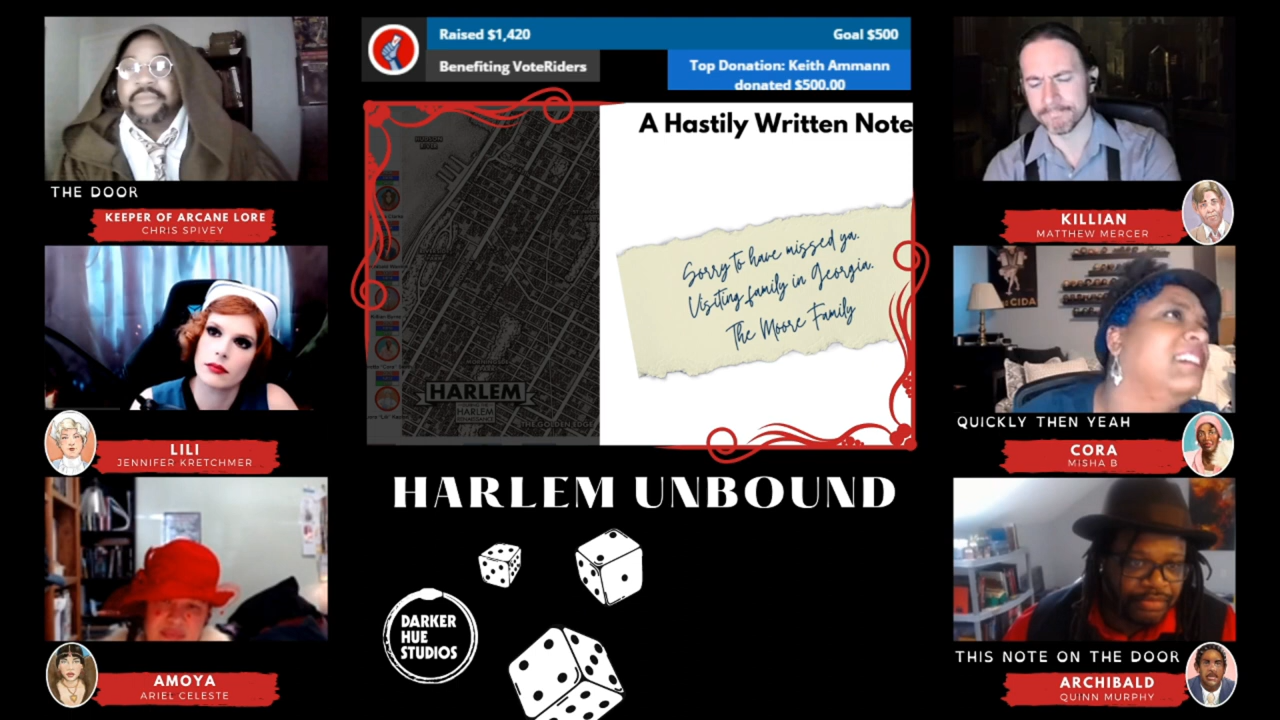 Raised $1,420
Goal $500
Benefiting VoteRiders
Top Donation: Keith Ammann
donated $500.00
A Hastily Written Note
Sorry to have missed ya.
Visiting family in Georgia.
The Moore Family
HARLEM
THE DOOR
KEEPER OF ARCANE LORE
CHRIS SPIVEY
KILLIAN
MATTHEW MERCER
LILI
JENNIFER KRETCHMER
CIDA
QUICKLY THEN YEAH
CORA
MISHA B
HARLEM UNBOUND
DARKER
HUE
STUDIOS
AMOYA
ARIEL CELESTE
THIS NOTE ON THE DOOR
ARCHIBALD
QUINN MURPHY